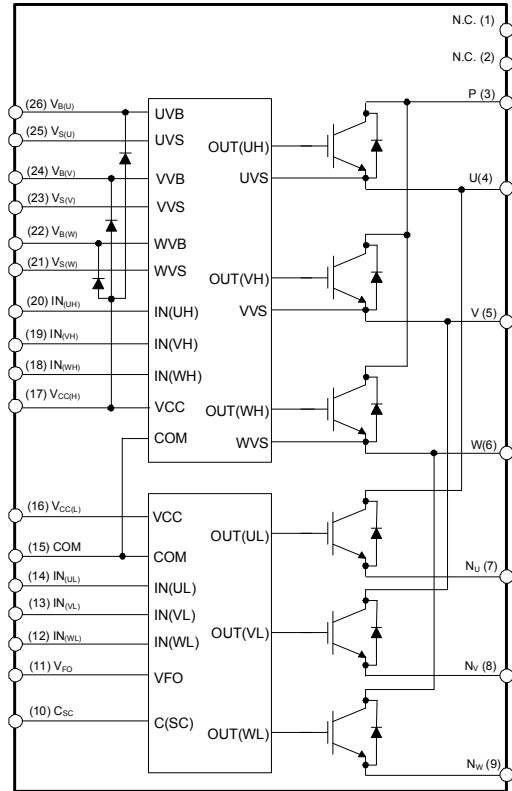 N.C. (1)
N.C. (2)
P (3)
(26) VB(U)
UVB
(25) VS(U)
UVS
OUT(UH)
(24) VB(V)
VVB
UVS
U(4)
(23) VS(V)
VVS
(22) VB(W)
WVB
(21) VS(W)
WVS
OUT(VH)
(20) IN(UH)
IN(UH)
VVS
V (5)
(19) IN(VH)
IN(VH)
(18) IN(WH)
IN(WH)
(17) VCC(H)
VCC
OUT(WH)
COM
WVS
W(6)
(16) VCC(L)
VCC
OUT(UL)
(15) COM
COM
(14) IN(UL)
IN(UL)
NU (7)
(13) IN(VL)
IN(VL)
OUT(VL)
(12) IN(WL)
IN(WL)
(11) VFO
VFO
NV (8)
(10) CSC
C(SC)
OUT(WL)
NW (9)